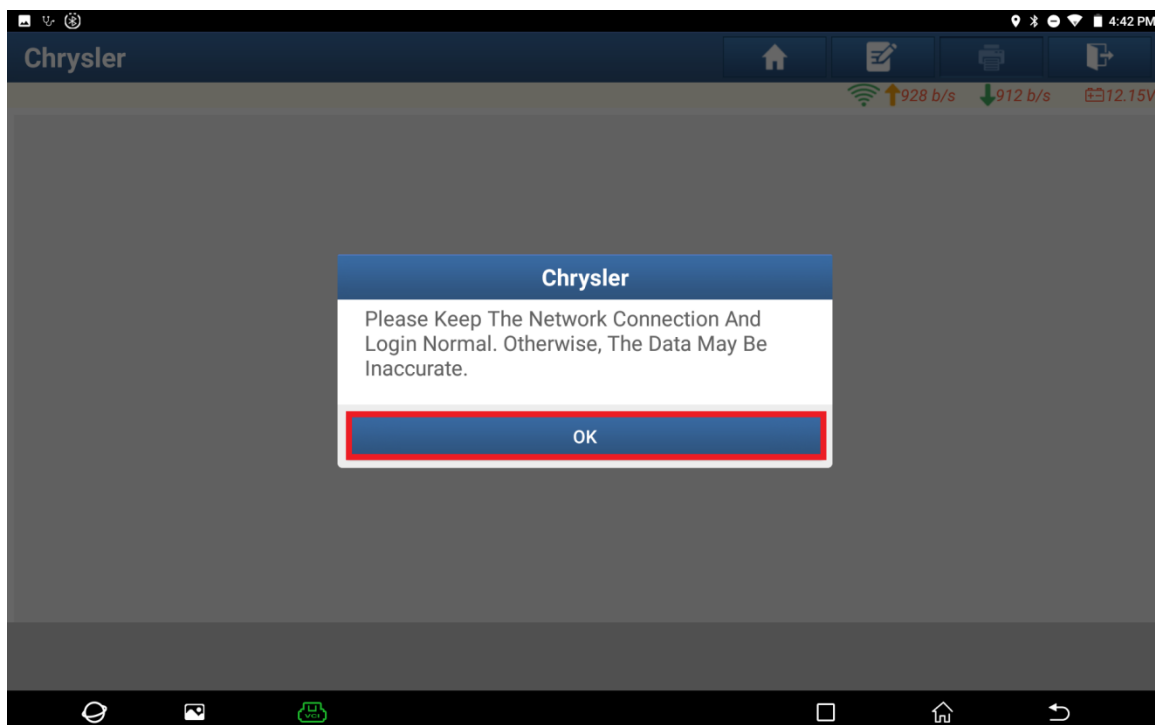 4:42 PM
Chrysler
928 b/s 912 b/s 12.15V
Chrysler
Please Keep The Network Connection And
Login Normal. Otherwise, The Data May Be
Inaccurate.
OK
VCI